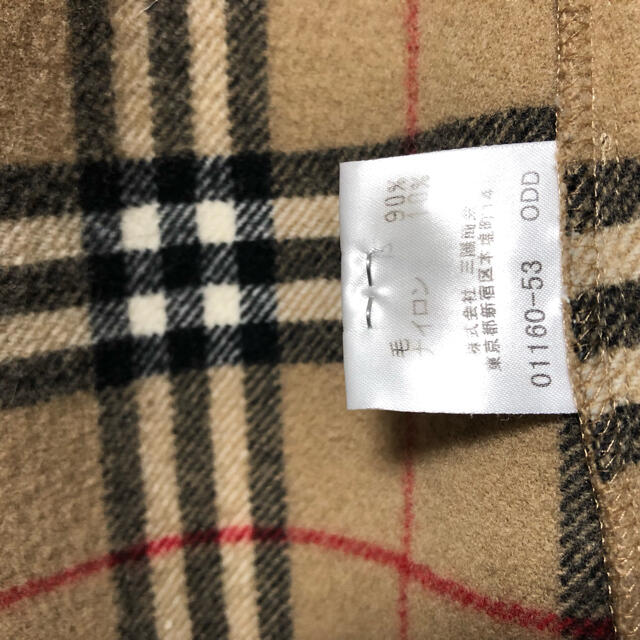 毛 90%
ナイロン 10%
株式会社 三陽商会
東京都新宿区本塩町14
01160-53 ODD